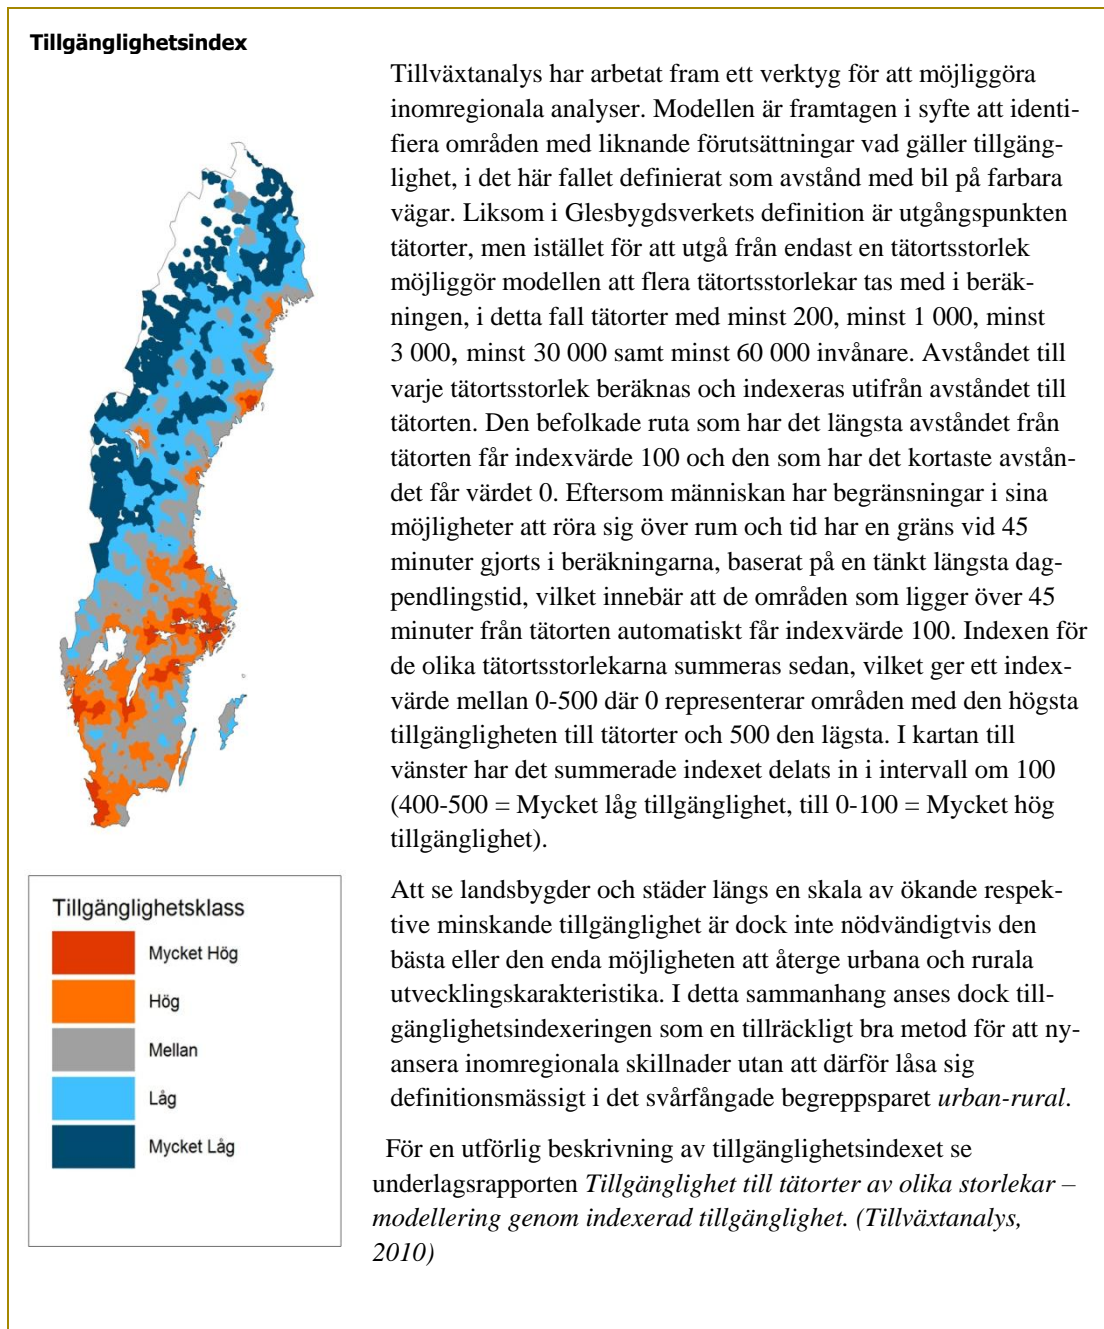 Tillgänglighetsindex
Tillväxtanalys har arbetat fram ett verktyg för att möjliggöra
inomregionala analyser. Modellen är framtagen i syfte att identi-
fiera områden med liknande förutsättningar vad gäller tillgäng-
lighet, i det här fallet definierat som avstånd med bil på farbara
vägar. Liksom i Glesbygdsverkets definition är utgångspunkten
tätorter, men istället för att utgå från endast en tätortsstorlek
möjliggör modellen att flera tätortsstorlekar tas med i beräk-
ningen, i detta fall tätorter med minst 200, minst 1 000, minst
3 000, minst 30 000 samt minst 60 000 invånare. Avståndet till
varje tätortsstorlek beräknas och indexeras utifrån avståndet till
tätorten. Den befolkade ruta som har det längsta avståndet från
tätorten får indexvärde 100 och den som har det kortaste avstån-
det får värdet 0. Eftersom människan har begränsningar i sina
möjligheter att röra sig över rum och tid har en gräns vid 45
minuter gjorts i beräkningarna, baserat på en tänkt längsta dag-
pendlingstid, vilket innebär att de områden som ligger över 45
minuter från tätorten automatiskt får indexvärde 100. Indexen för
de olika tätortsstorlekarna summeras sedan, vilket ger ett index-
värde mellan 0-500 där 0 representerar områden med den högsta
tillgängligheten till tätorter och 500 den lägsta. I kartan till
vänster har det summerade indexet delats in i intervall om 100
(400-500 = Mycket låg tillgänglighet, till 0-100 = Mycket hög
tillgänglighet).
Att se landsbygder och städer längs en skala av ökande respek-
tive minskande tillgänglighet är dock inte nödvändigtvis den
bästa eller den enda möjligheten att återge urbana och rurala
utvecklingskarakteristika. I detta sammanhang anses dock till-
gänglighetsindexeringen som en tillräckligt bra metod för att ny-
ansera inomregionala skillnader utan att därför låsa sig
definitionsmässigt i det svårfångade begreppsparet urban-rural.
För en utförlig beskrivning av tillgänglighetsindexet se
underlagsrapporten Tillgänglighet till tätorter av olika storlekar –
modellering genom indexerad tillgänglighet. (Tillväxtanalys,
2010)
Tillgänglighetsklass
Mycket Hög
Hög
Mellan
Låg
Mycket Låg